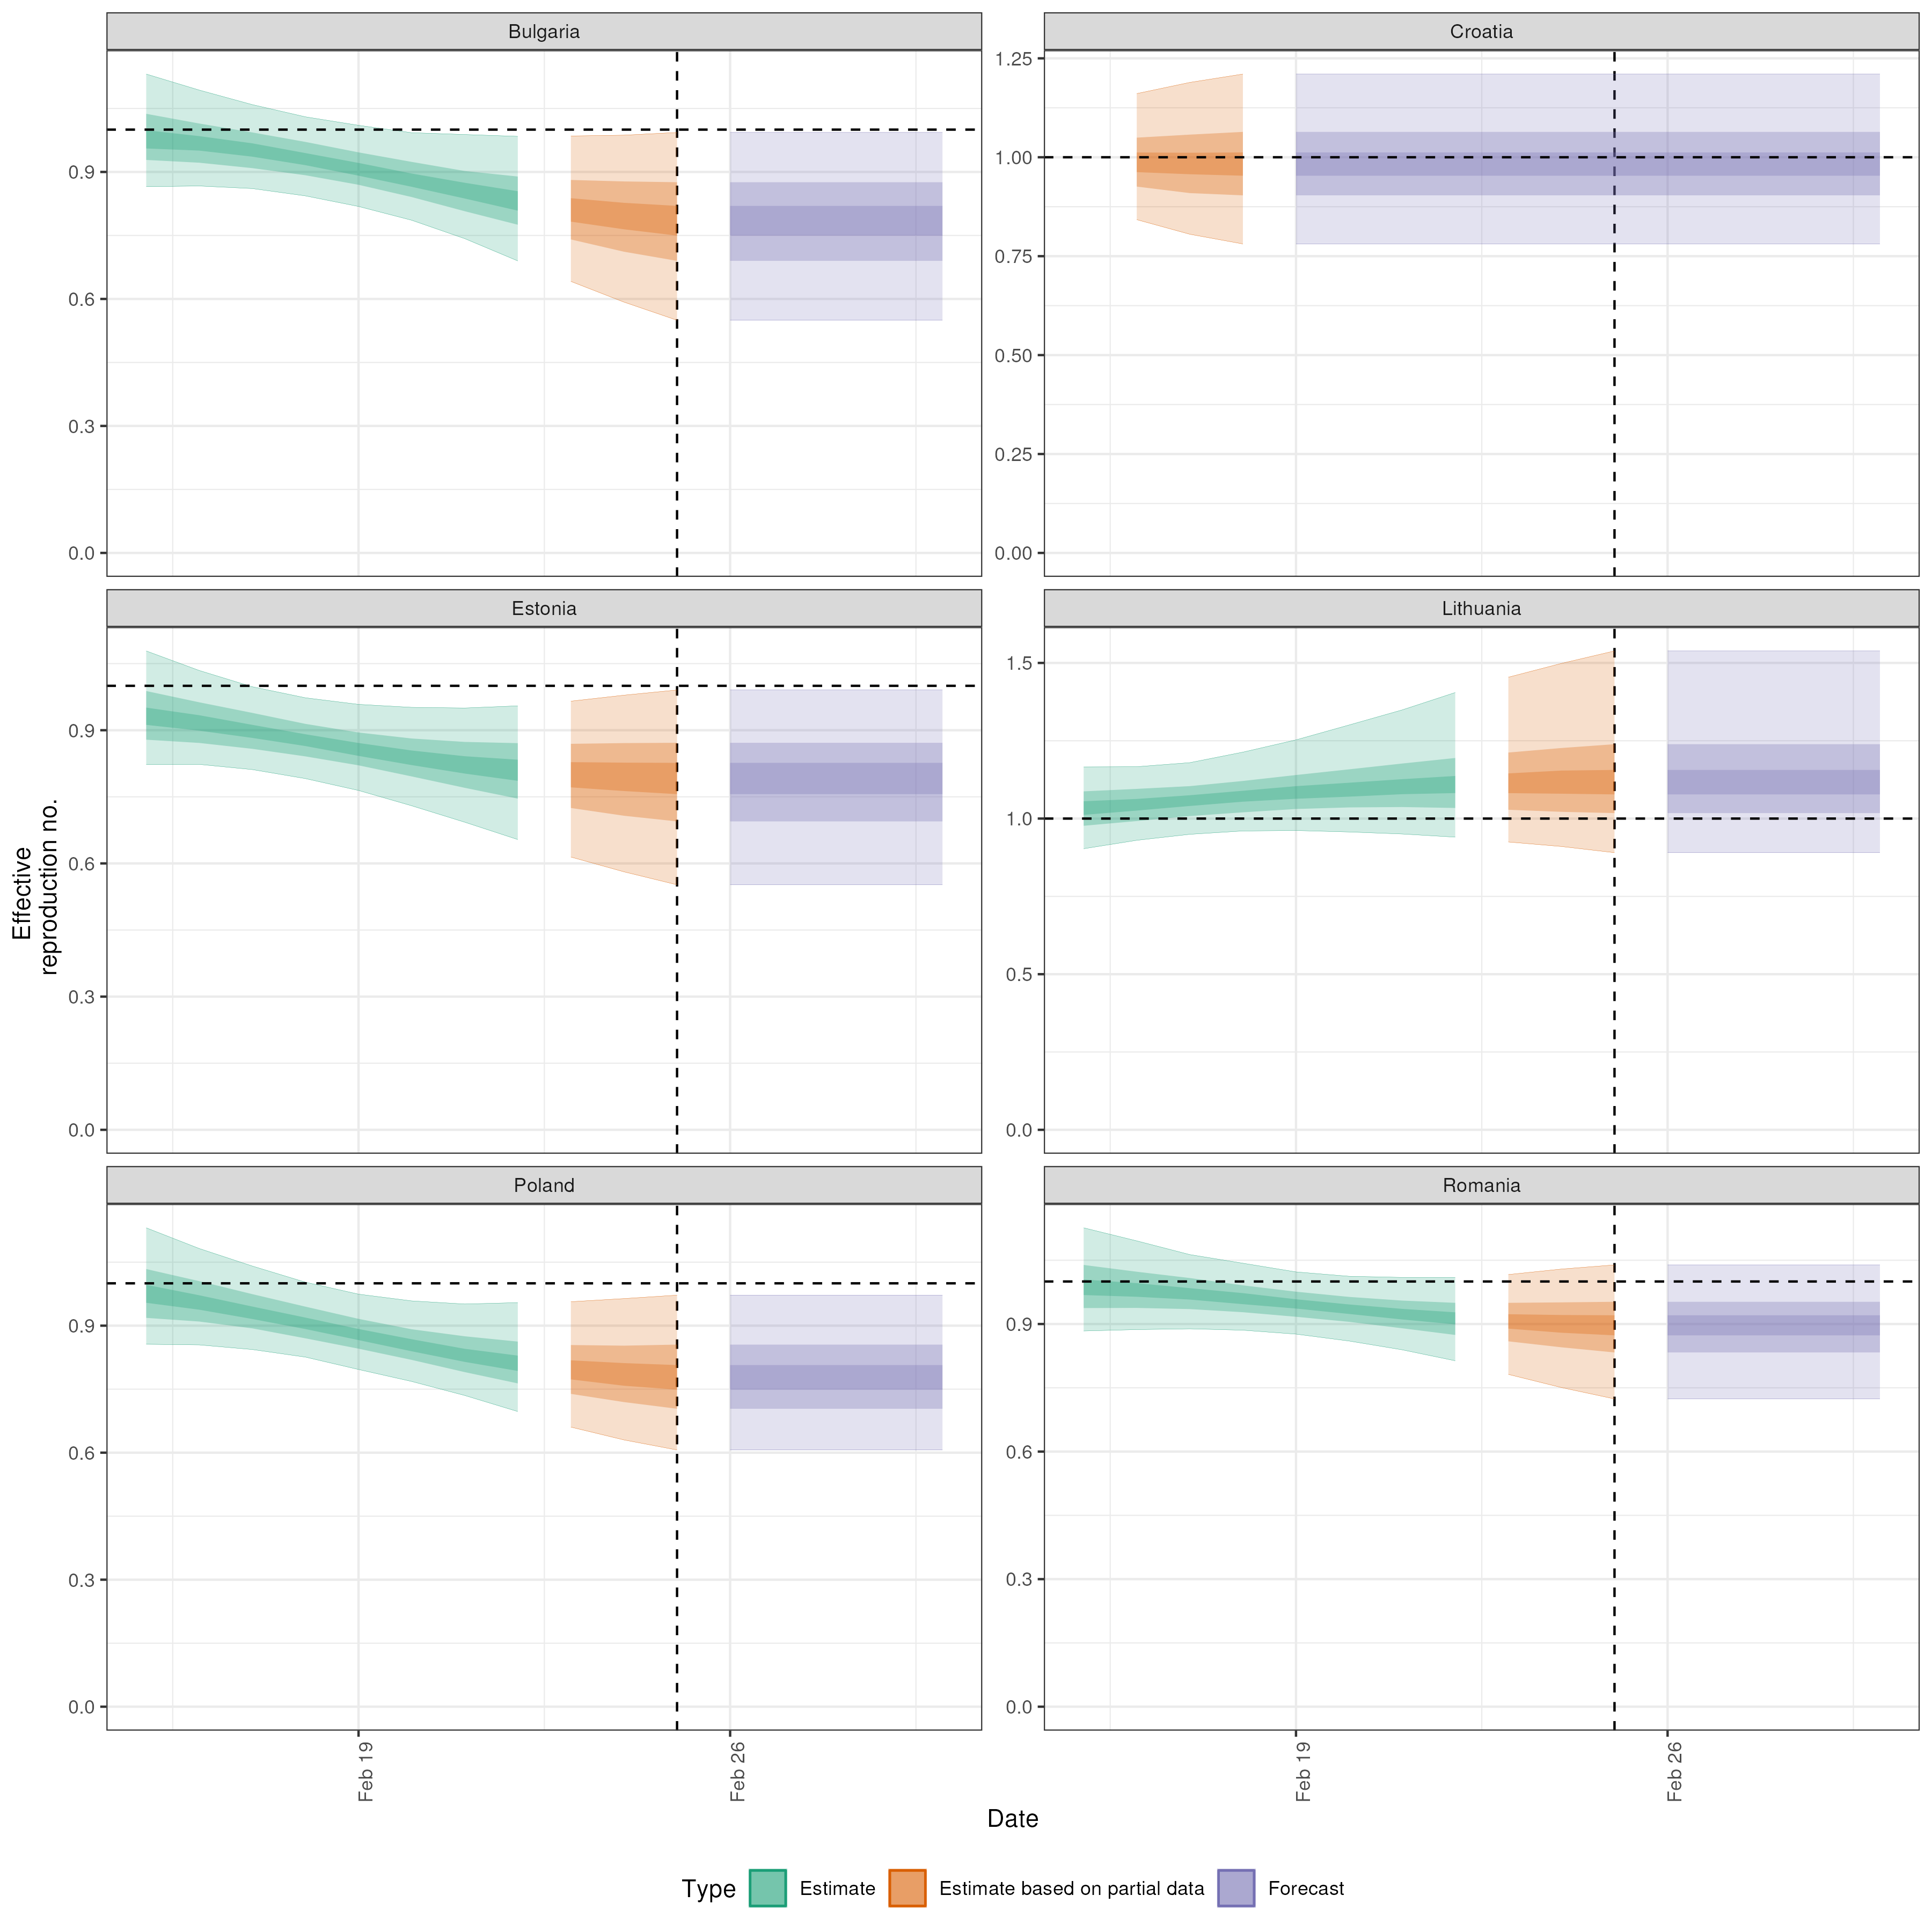 Bulgaria
Croatia
0.9
0.6
0.3
0.0
1.25
1.00
0.75
0.50
0.25
0.00
Estonia
Lithuania
0.9
0.6
0.3
0.0
1.5
1.0
0.5
0.0
Effective
reproduction no.
Poland
Romania
0.9
0.6
0.3
0.0
0.9
0.6
0.3
0.0
Feb 19
Feb 26
Feb 19
Feb 26
Date
Type
Estimate
Estimate based on partial data
Forecast